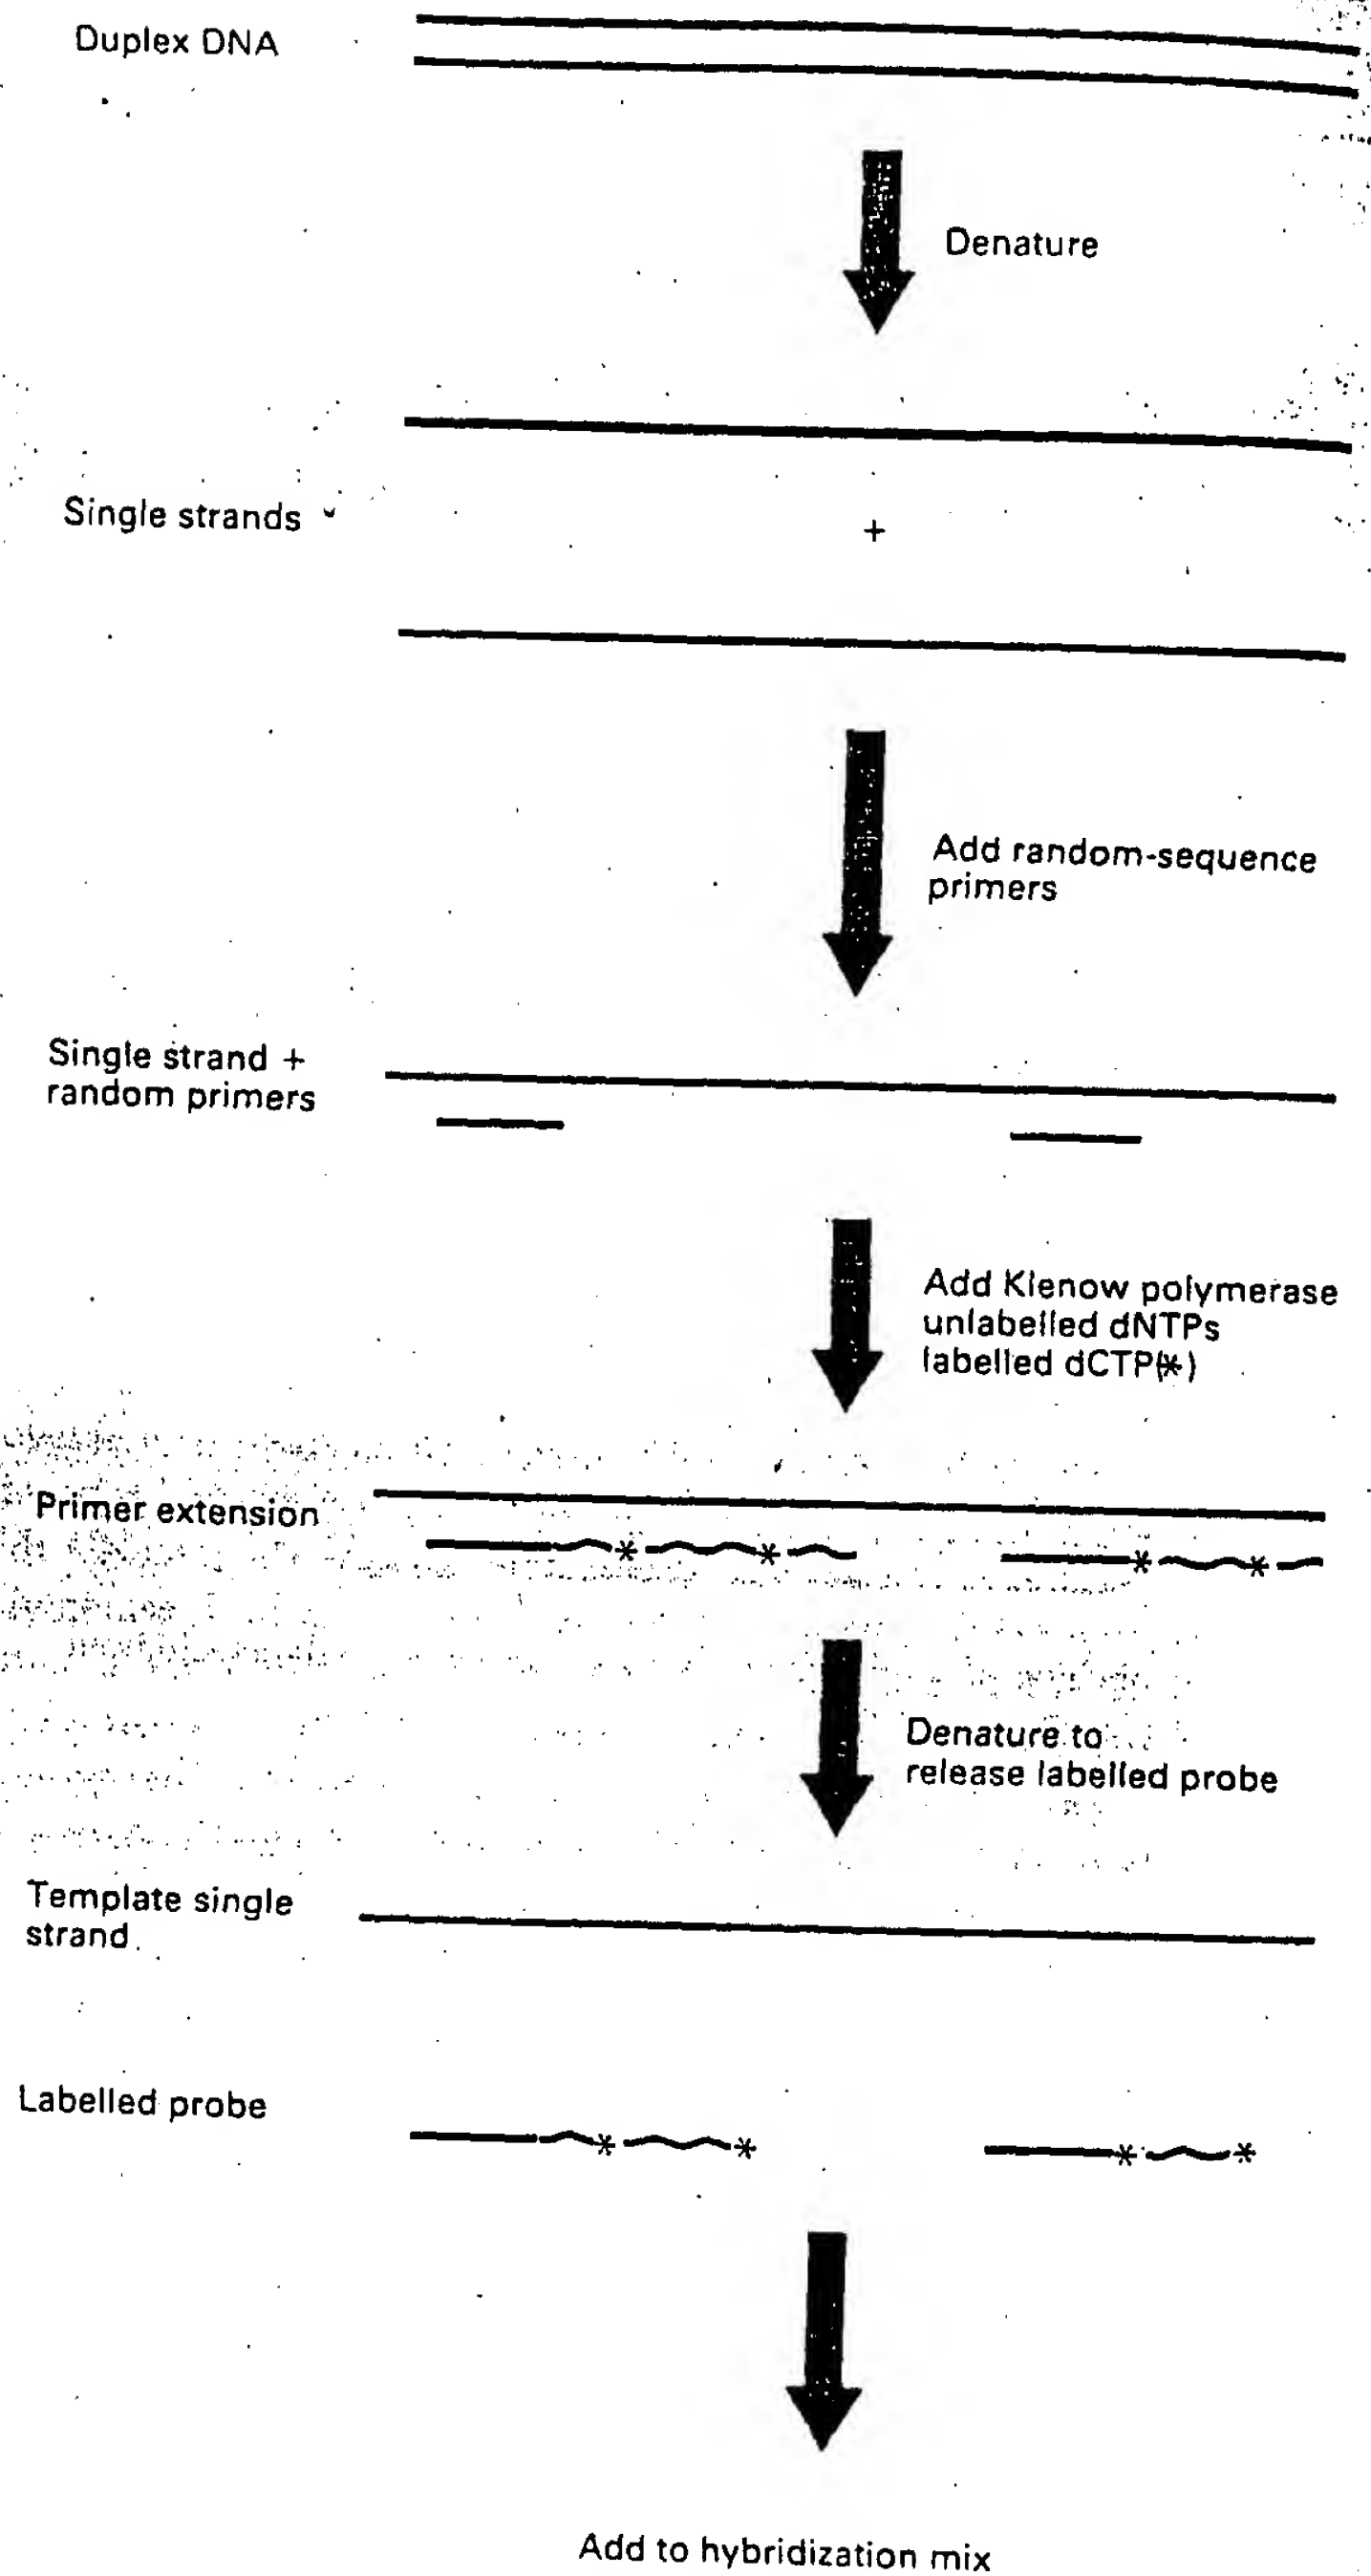 Duplex DNA
Denature
Single strands
+
Add random-sequence
primers
Single strand +
random primers
Add Klenow polymerase
unlabelled dNTPs
labelled dCTP(*)
Primer extension
* * * *
Denature to
release labelled probe
Template single
strand
Labelled probe
* * * *
Add to hybridization mix